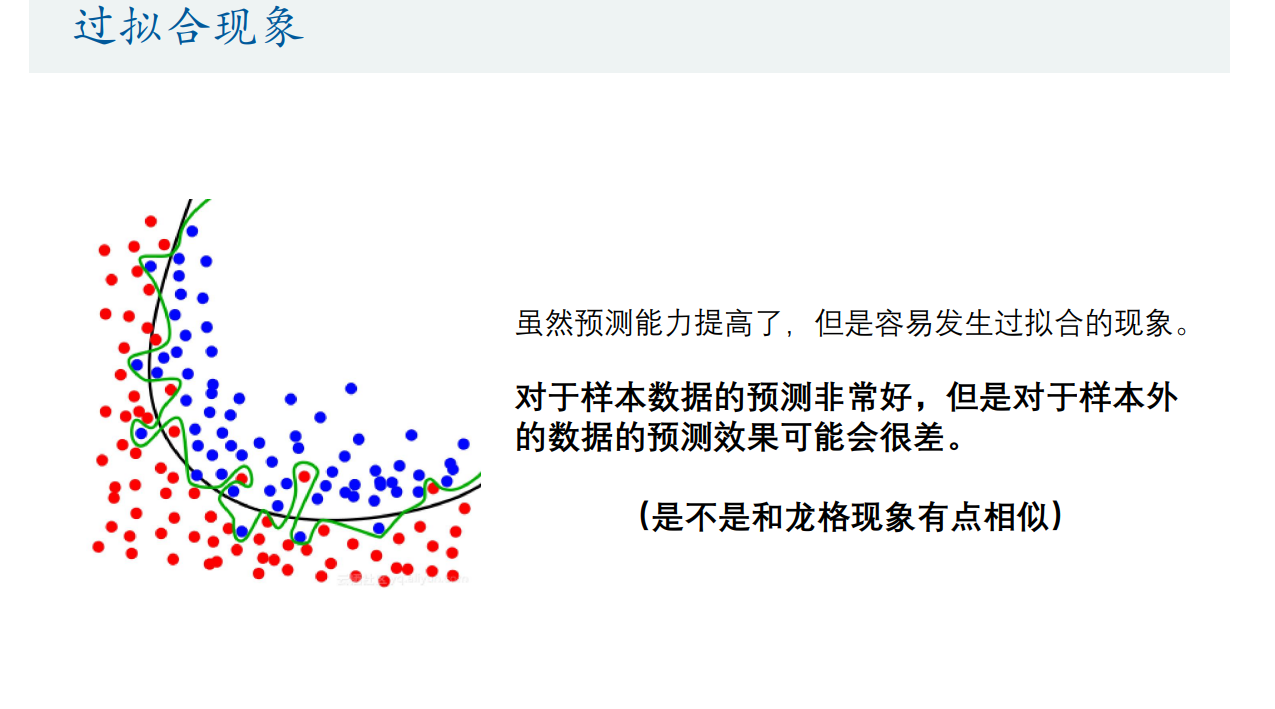 过拟合现象
虽然预测能力提高了，但是容易发生过拟合的现象。
对于样本数据的预测非常好，但是对于样本外
的数据的预测效果可能会很差。
（是不是和龙格现象有点相似）